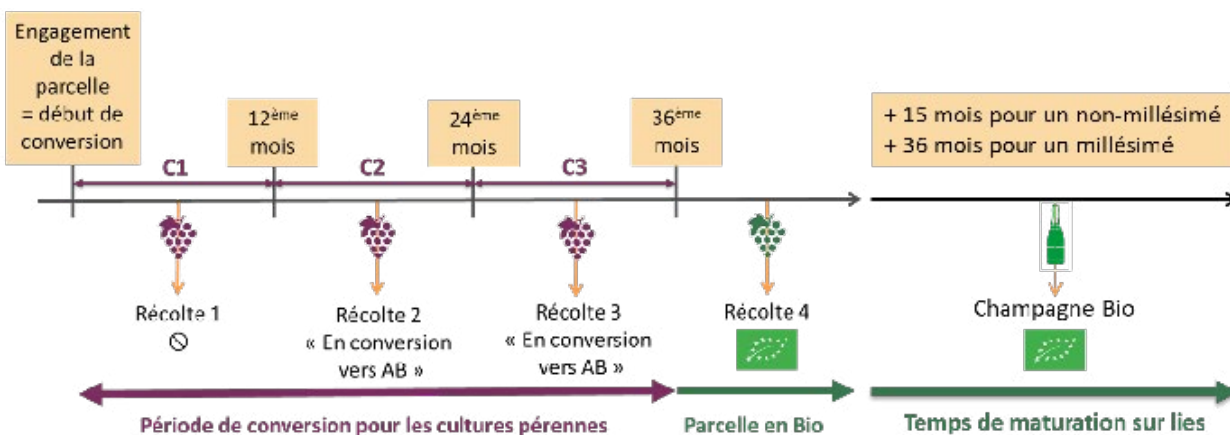 Engagement
de la
parcelle
= début de
conversion
12ème
mois
24ème
mois
36ème
mois
+ 15 mois pour un non-millésimé
+ 36 mois pour un millésimé
C1
C2
C3
Récolte 1
Récolte 2
« En conversion
vers AB »
Récolte 3
« En conversion
vers AB »
Récolte 4
Champagne Bio
Période de conversion pour les cultures pérennes
Parcelle en Bio
Temps de maturation sur lies